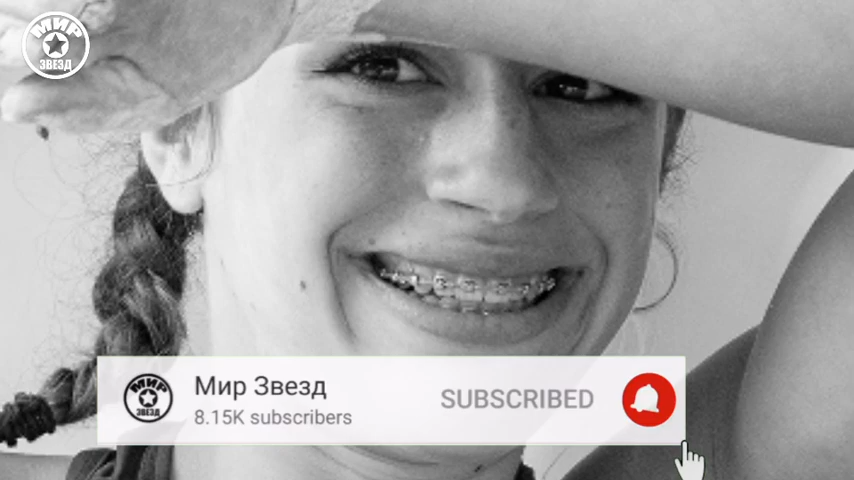 МИР
ЗВЕЗД
МИР
ЗВЕЗД
Мир Звезд
8.15K subscribers
SUBSCRIBED